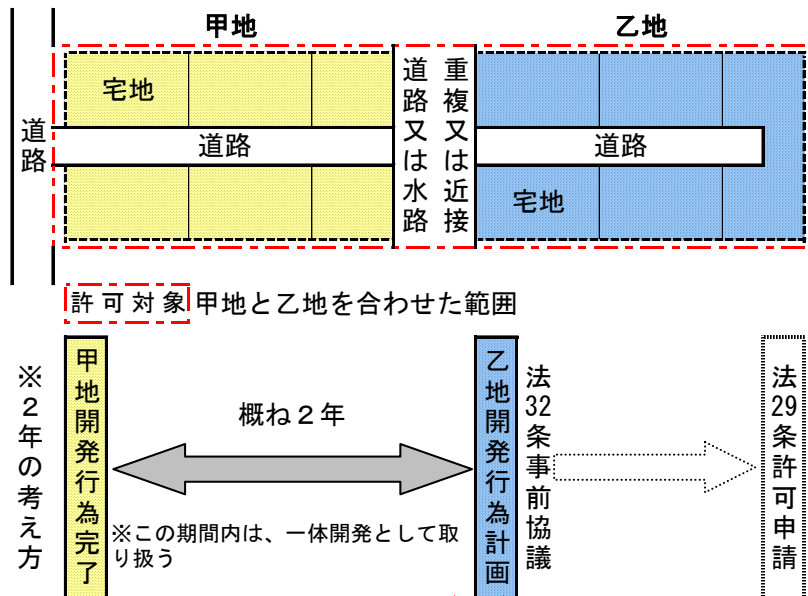 甲地
乙地
道路
宅地
道路
道路又は水路
重複又は近接
道路
宅地
許可対象 甲地と乙地を合わせた範囲
※2年の考え方
甲地開発行為完了
概ね2年
※この期間内は、一体開発として取
り扱う
乙地開発行為計画
法32条事前協議
法29条許可申請